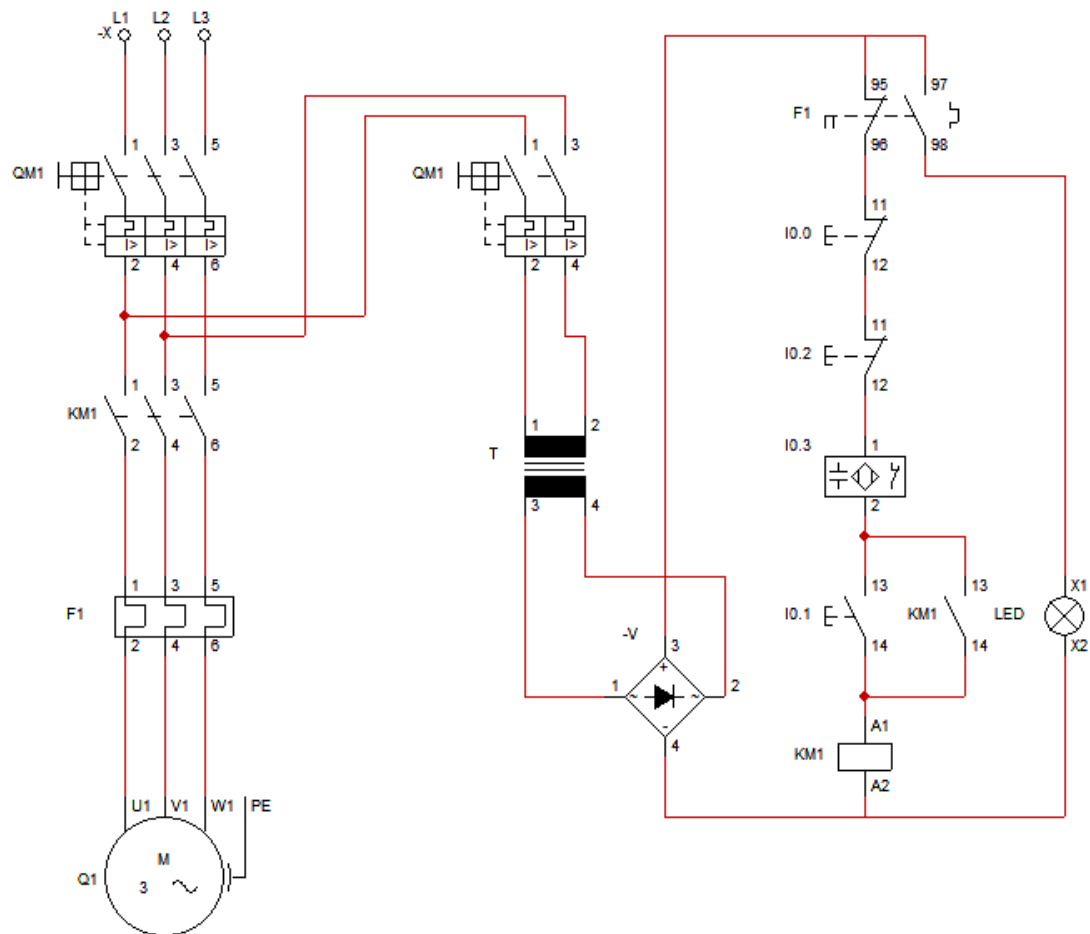 L1 L2 L3
-X
1 3 5
QM1
I> I> I>
2 4 6
1 3
QM1
I> I>
2 4
1 3 5
KM1
2 4 6
1 3 5
F1
2 4 6
U1 V1 W1 PE
M
3
Q1
1 2
T
3 4
-V
3
+
1 ~ ~ 2
-
4
95 97
F1
96 98
11
I0.0
12
11
I0.2
12
I0.3 1
2
13 13 X1
I0.1 KM1 LED
14 14 X2
A1
KM1
A2